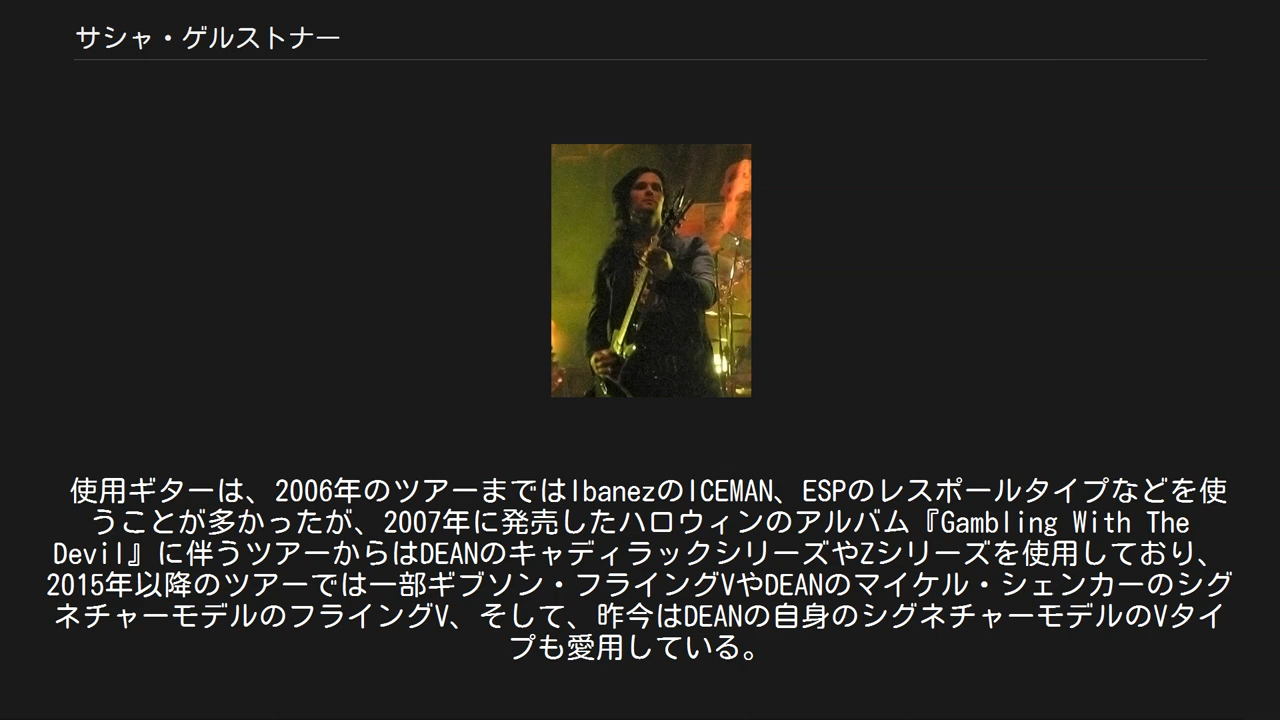 サシャ・ゲルストナー
使用ギターは、2006年のツアーまではIbanezのICEMAN、ESPのレスポールタイプなどを使
うことが多かったが、2007年に発売したハロウィンのアルバム『Gambling With The
Devil』に伴うツアーからはDEANのキャディラックシリーズやZシリーズを使用しており、
2015年以降のツアーでは一部ギブソン・フライングVやDEANのマイケル・シェンカーのシグ
ネチャーモデルのフライングV、そして、昨今はDEANの自身のシグネチャーモデルのVタイ
プも愛用している。